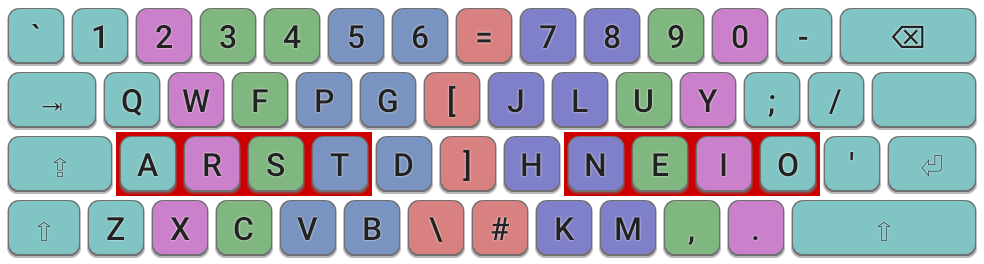 ` 1 2 3 4 5 6 = 7 8 9 0 - ⌫
⇥ Q W F P G [ J L U Y ; /
⇪ A R S T D ] H N E I O ' ⏎
⇧ Z X C V B \ # K M , . ⇧